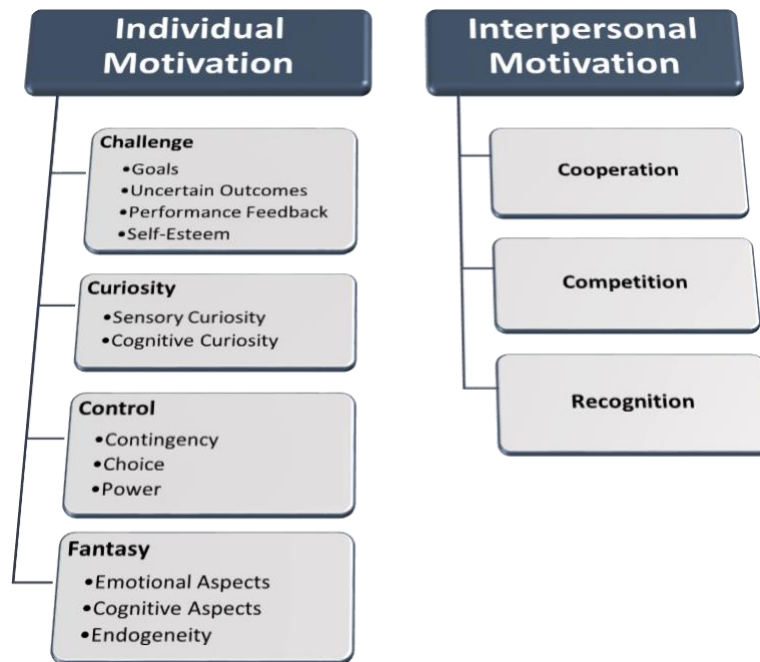 Individual
Motivation
Challenge
•Goals
•Uncertain Outcomes
•Performance Feedback
•Self-Esteem
Curiosity
•Sensory Curiosity
•Cognitive Curiosity
Control
•Contingency
•Choice
•Power
Fantasy
•Emotional Aspects
•Cognitive Aspects
•Endogeneity
Interpersonal
Motivation
Cooperation
Competition
Recognition